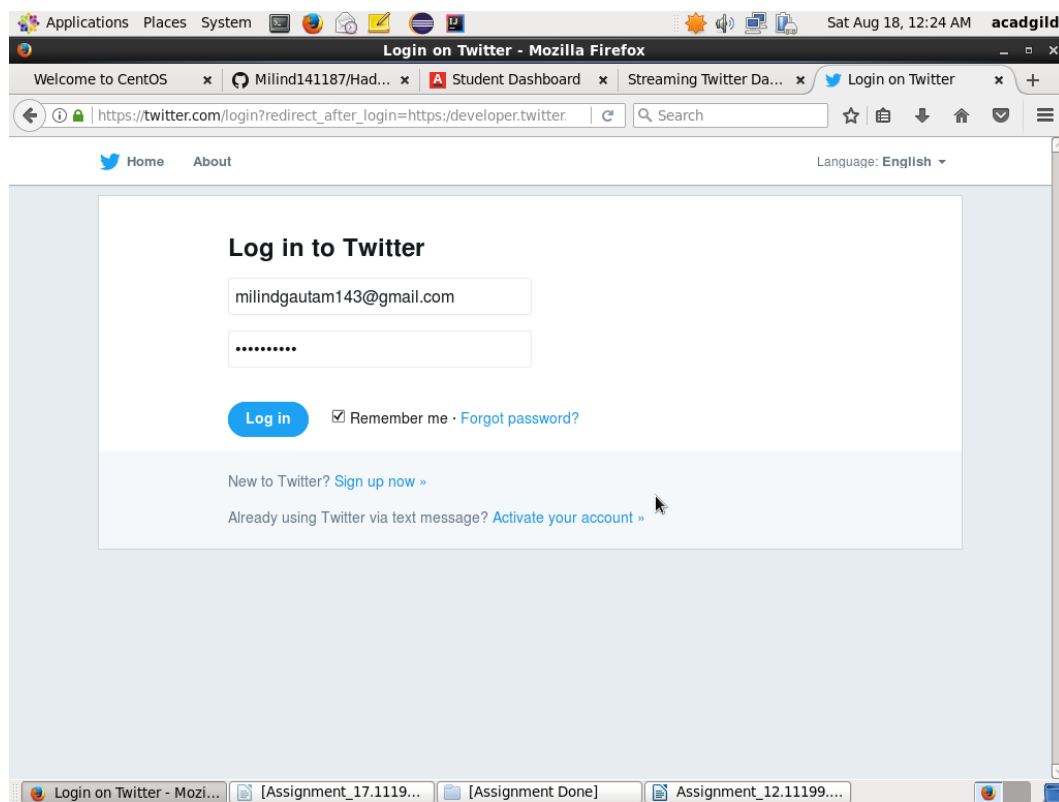 Applications Places System Sat Aug 18, 12:24 AM acadgild
Login on Twitter - Mozilla Firefox
Welcome to CentOS Milind141187/Had... Student Dashboard Streaming Twitter Da... Login on Twitter
https://twitter.com/login?redirect_after_login=https:/developer.twitter. Search
Home About Language: English
Log in to Twitter
milindgautam143@gmail.com
••••••••••
Log in Remember me · Forgot password?
New to Twitter? Sign up now »
Already using Twitter via text message? Activate your account »
Login on Twitter - Mozi... [Assignment_17.1119... [Assignment Done] Assignment_12.11199....